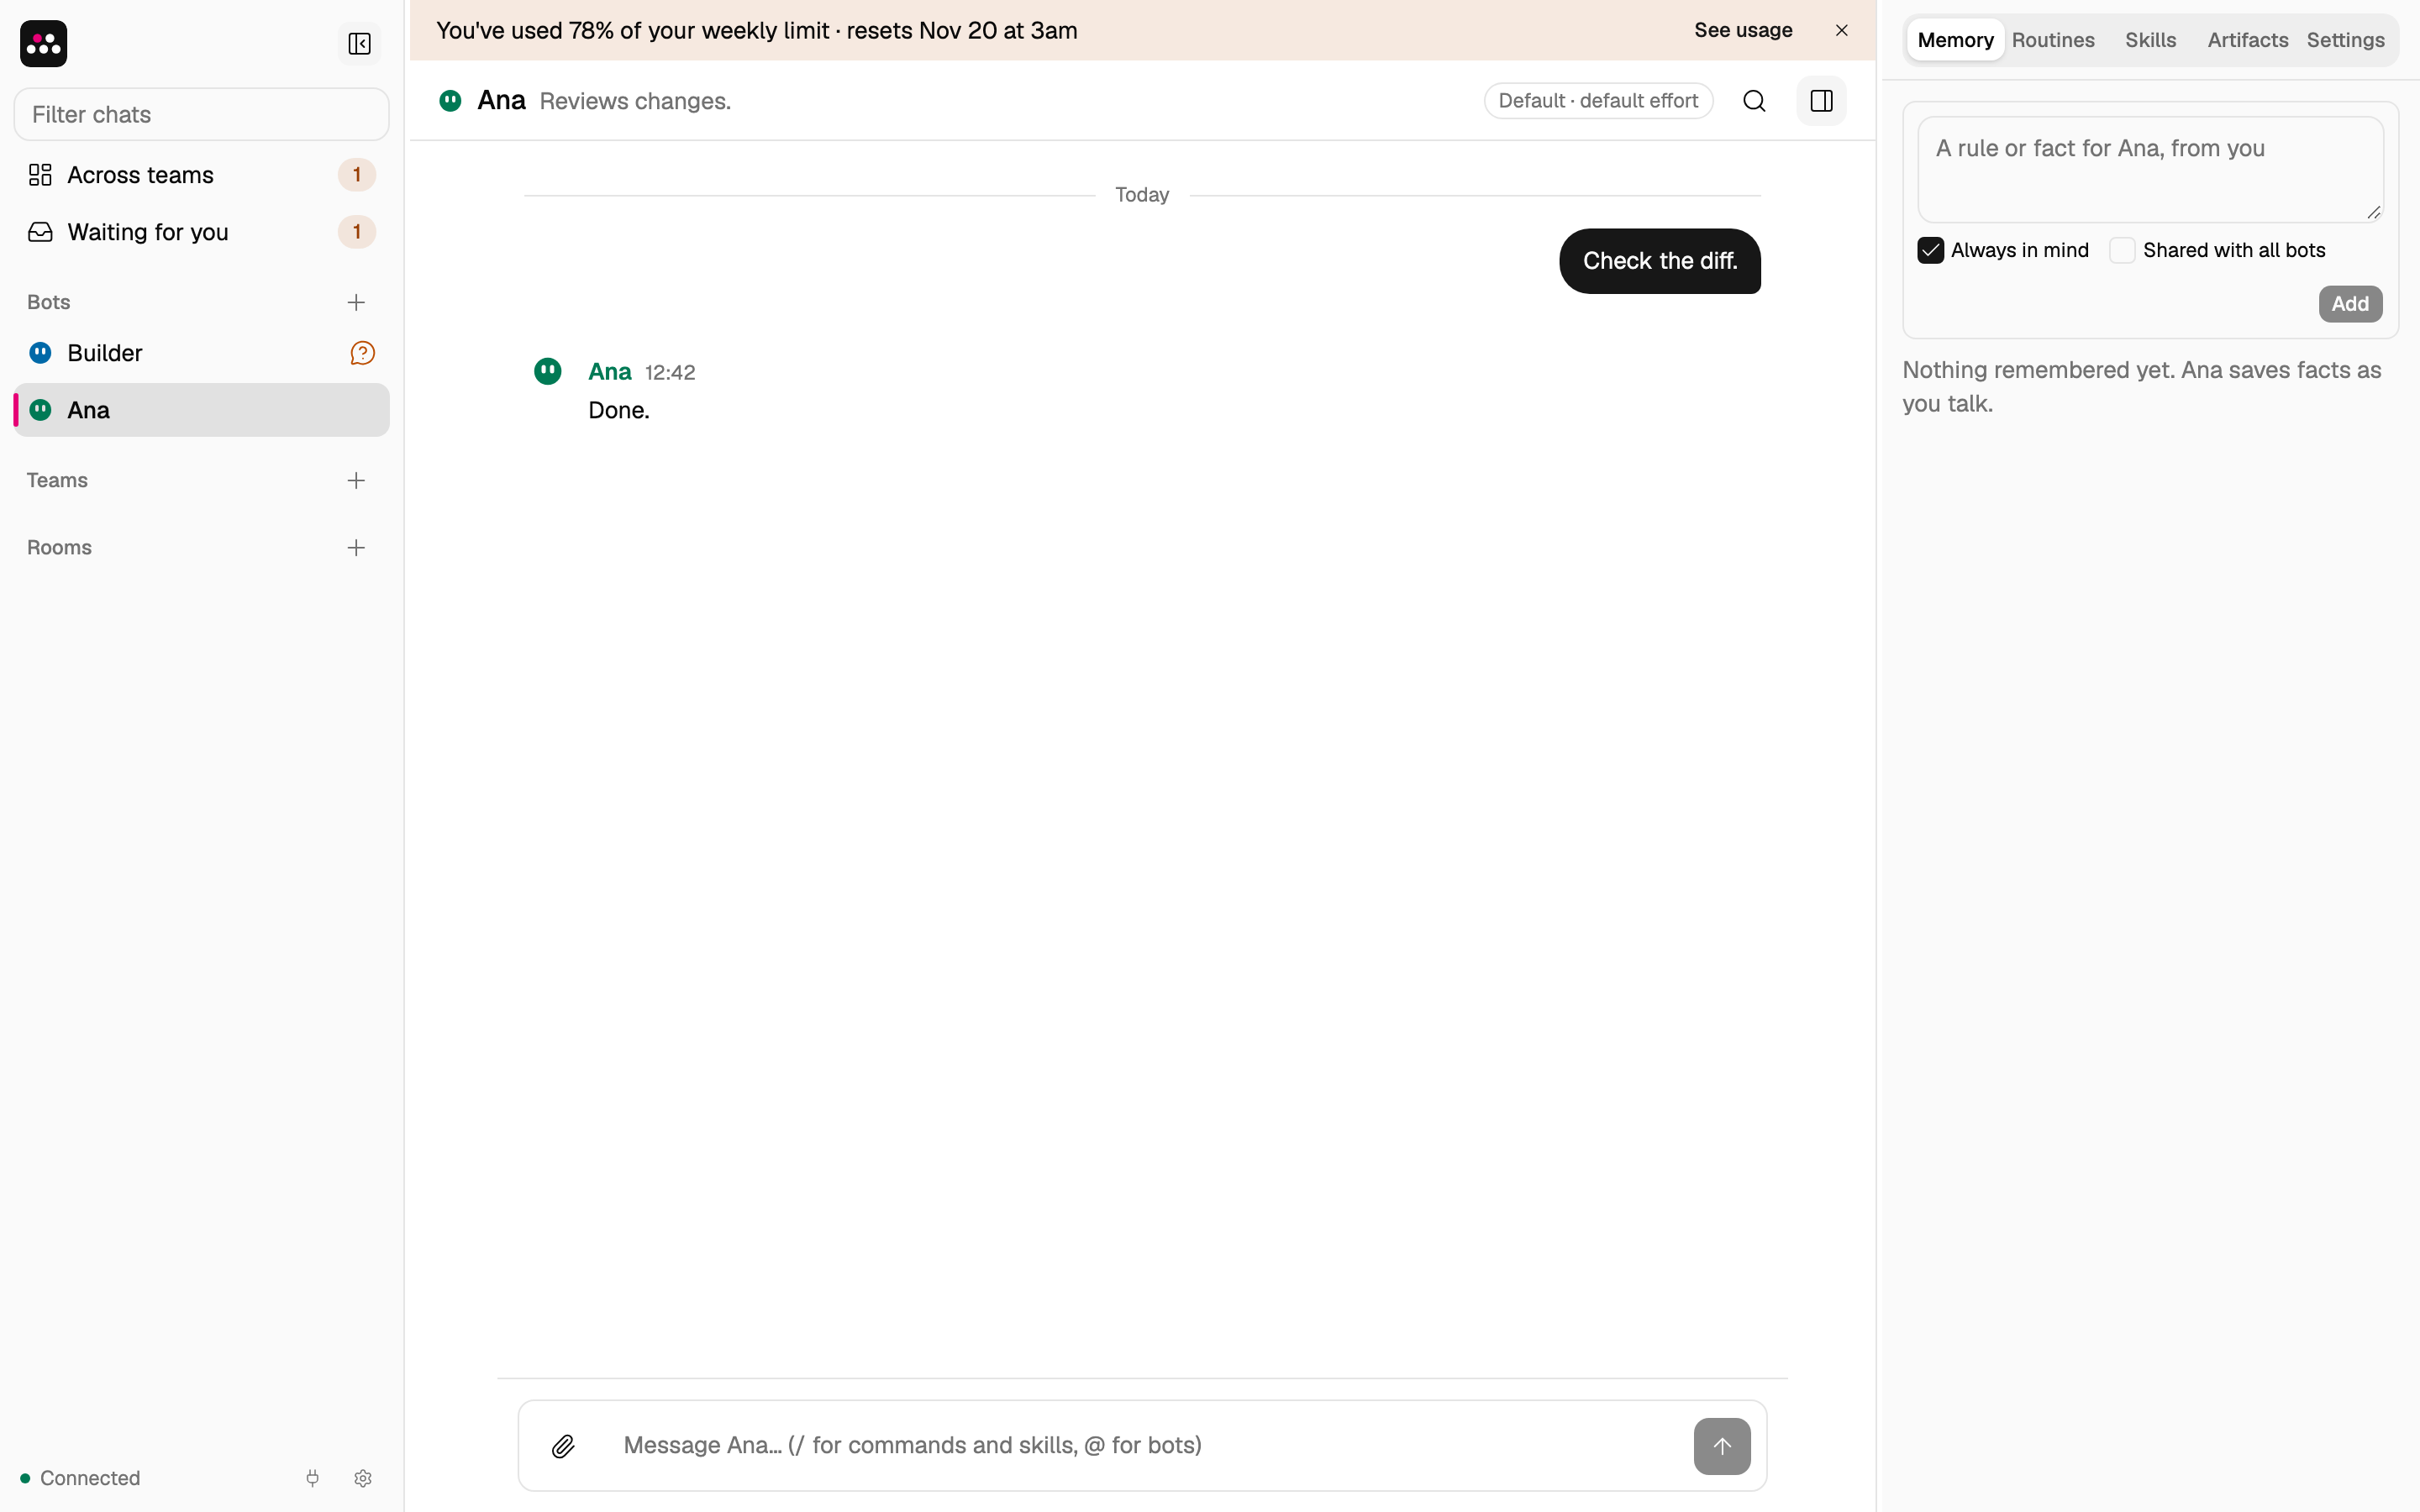 You've used 78% of your weekly limit · resets Nov 20 at 3am
See usage
Filter chats
Across teams 1
Waiting for you 1
Bots
Builder
Ana
Teams
Rooms
Connected
Ana Reviews changes.
Default · default effort
Today
Check the diff.
Ana 12:42
Done.
Message Ana... (/ for commands and skills, @ for bots)
Memory Routines Skills Artifacts Settings
A rule or fact for Ana, from you
Always in mind Shared with all bots
Add
Nothing remembered yet. Ana saves facts as
you talk.